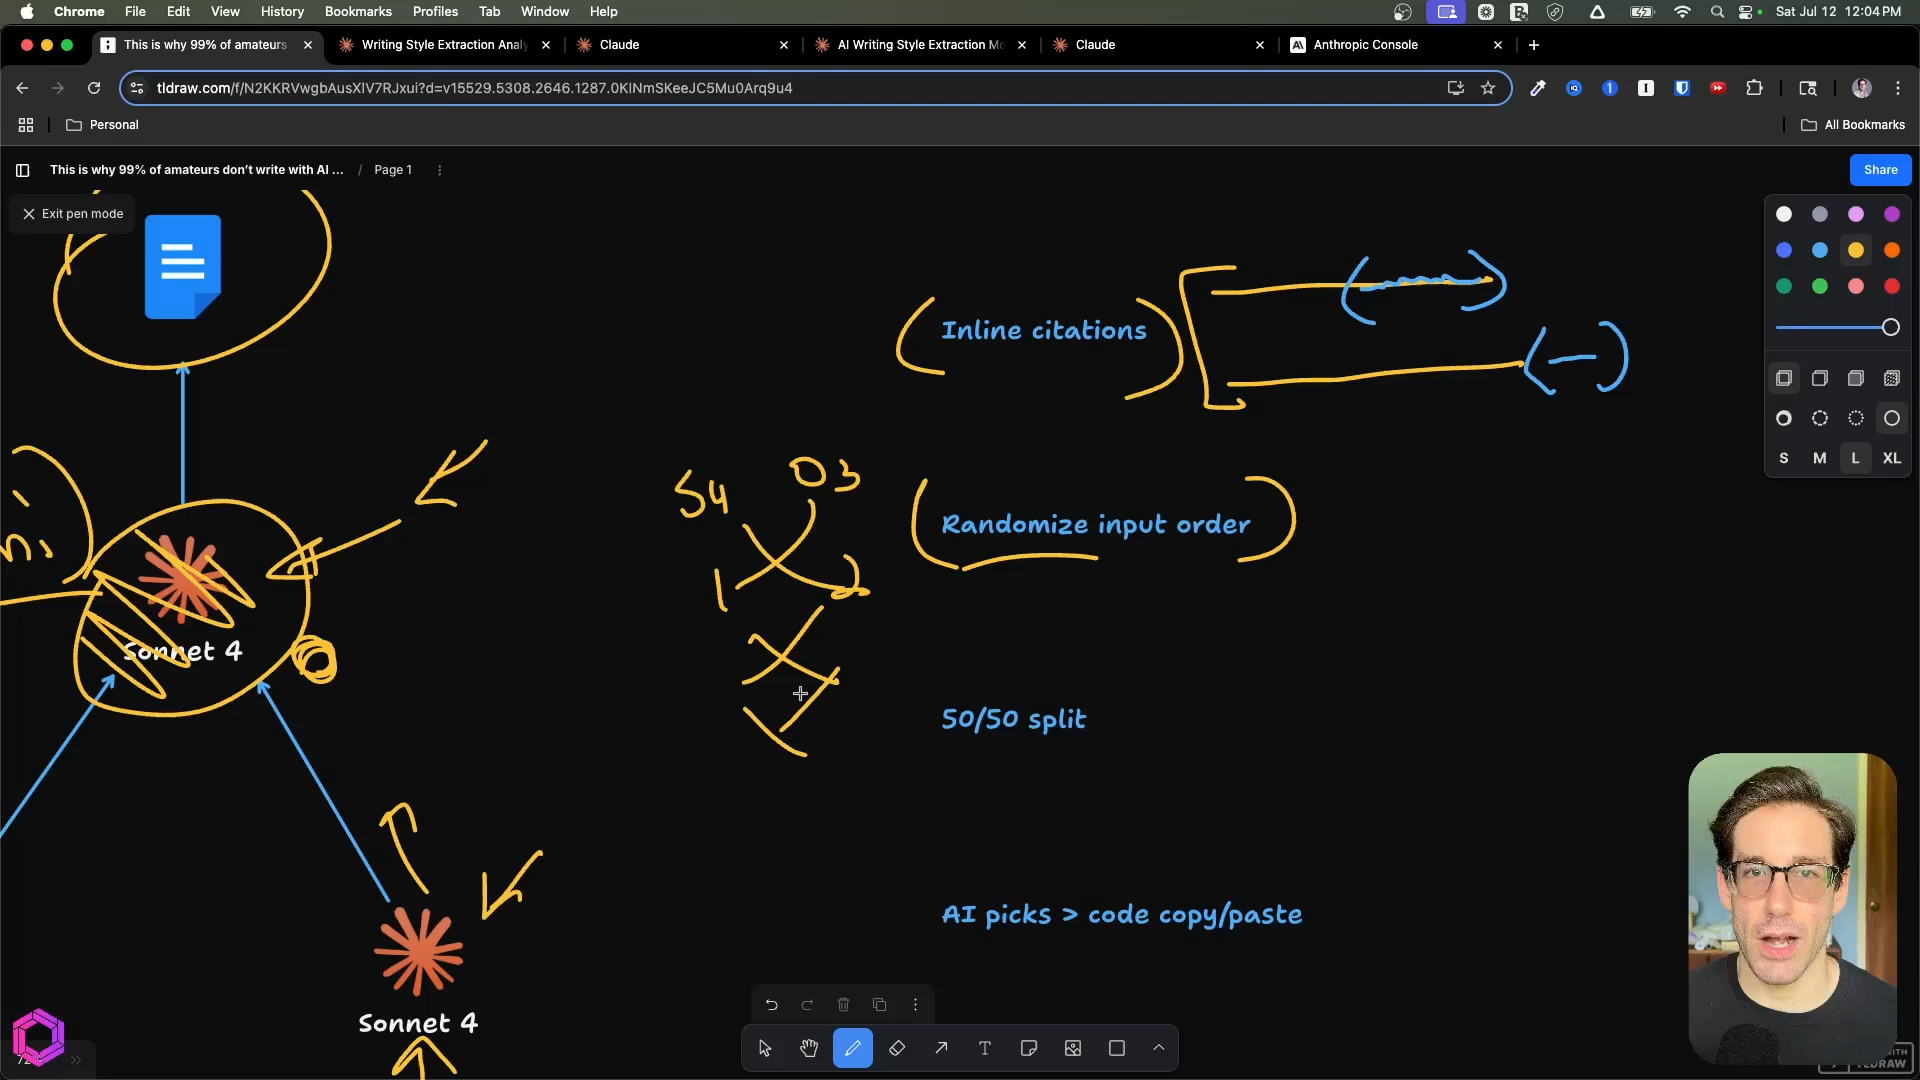 Chrome File Edit View History Bookmarks Profiles Tab Window Help Sat Jul 12 12:04 PM
This is why 99% of amateurs Writing Style Extraction Analy Claude AI Writing Style Extraction Mo Claude Anthropic Console
tldraw.com/f/N2KKRVwgbAusXIV7RJxui?d=v15529.5308.2646.1287.0KINmSKeeJC5Mu0Arq9u4
Personal All Bookmarks
This is why 99% of amateurs don't write with AI ... / Page 1 Share
Exit pen mode
Inline citations
S4 O3
Randomize input order
1 2
Sonnet 4
50/50 split
AI picks > code copy/paste
Sonnet 4
S M L XL